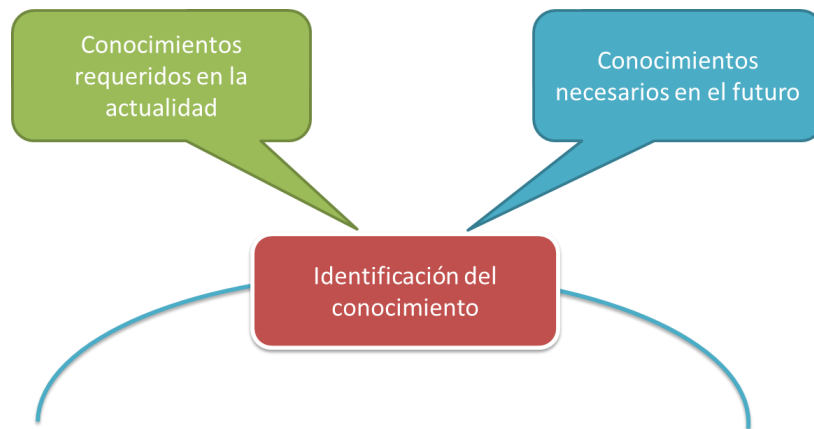 Conocimientos
requeridos en la
actualidad
Conocimientos
necesarios en el futuro
Identificación del
conocimiento